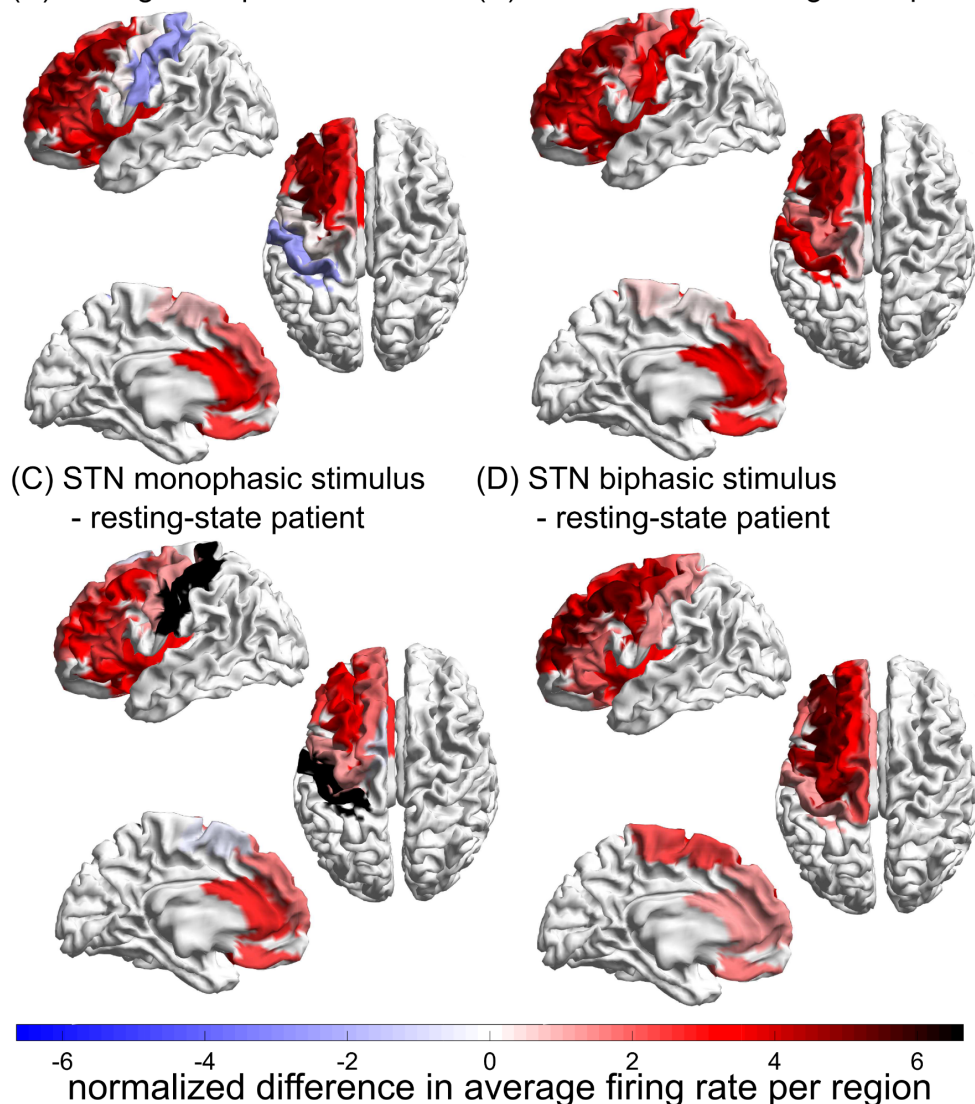 (C) STN monophasic stimulus
- resting-state patient
(D) STN biphasic stimulus
- resting-state patient
-6 -4 -2 0 2 4 6
normalized difference in average firing rate per region